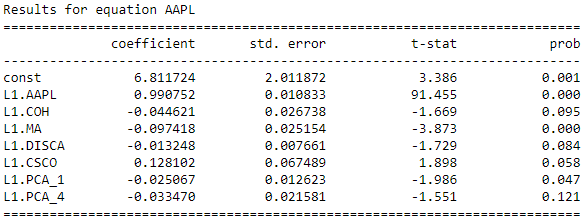 Results for equation AAPL
==============================================================================
coefficient std. error t-stat prob
------------------------------------------------------------------------------
const 6.811724 2.011872 3.386 0.001
L1.AAPL 0.990752 0.010833 91.455 0.000
L1.COH -0.044621 0.026738 -1.669 0.095
L1.MA -0.097418 0.025154 -3.873 0.000
L1.DISCA -0.013248 0.007661 -1.729 0.084
L1.CSCO 0.128102 0.067489 1.898 0.058
L1.PCA_1 -0.025067 0.012623 -1.986 0.047
L1.PCA_4 -0.033470 0.021581 -1.551 0.121
==============================================================================